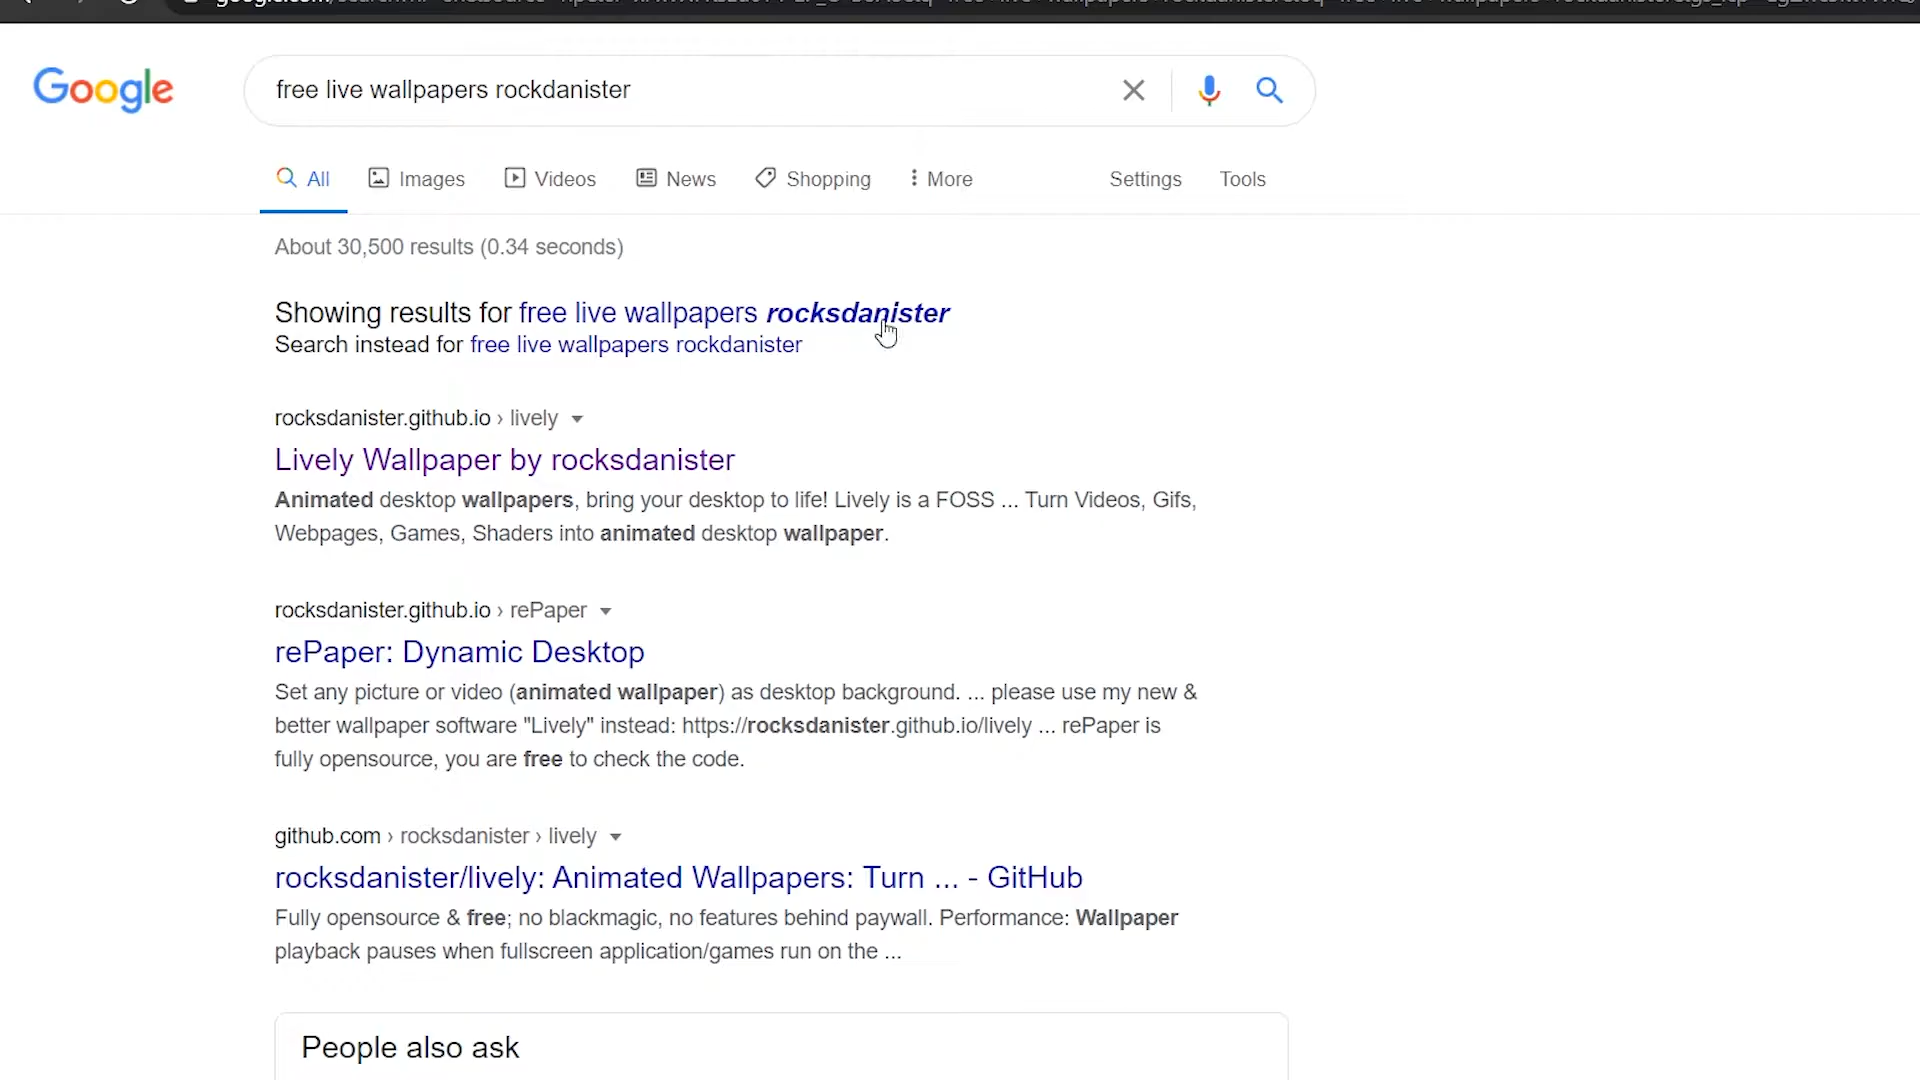 Google
free live wallpapers rockdanister
All Images Videos News Shopping More Settings Tools
About 30,500 results (0.34 seconds)
Showing results for free live wallpapers rocksdanister
Search instead for free live wallpapers rockdanister
rocksdanister.github.io › lively
Lively Wallpaper by rocksdanister
Animated desktop wallpapers, bring your desktop to life! Lively is a FOSS ... Turn Videos, Gifs,
Webpages, Games, Shaders into animated desktop wallpaper.
rocksdanister.github.io › rePaper
rePaper: Dynamic Desktop
Set any picture or video (animated wallpaper) as desktop background. ... please use my new &
better wallpaper software "Lively" instead: https://rocksdanister.github.io/lively ... rePaper is
fully opensource, you are free to check the code.
github.com › rocksdanister › lively
rocksdanister/lively: Animated Wallpapers: Turn ... - GitHub
Fully opensource & free; no blackmagic, no features behind paywall. Performance: Wallpaper
playback pauses when fullscreen application/games run on the ...
People also ask